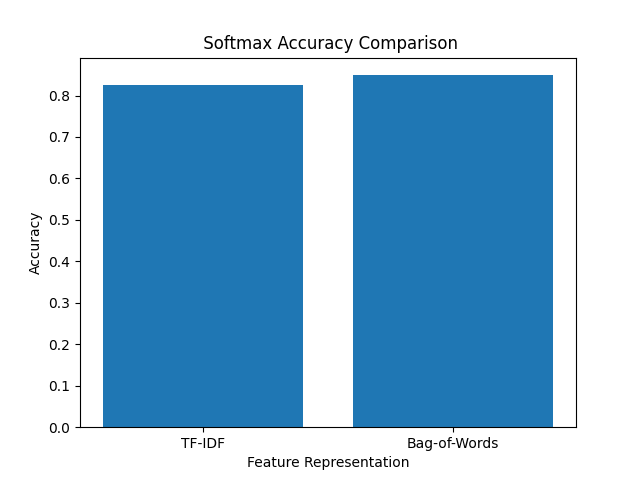 Softmax Accuracy Comparison
Accuracy
0.8
0.7
0.6
0.5
0.4
0.3
0.2
0.1
0.0
TF-IDF
Bag-of-Words
Feature Representation